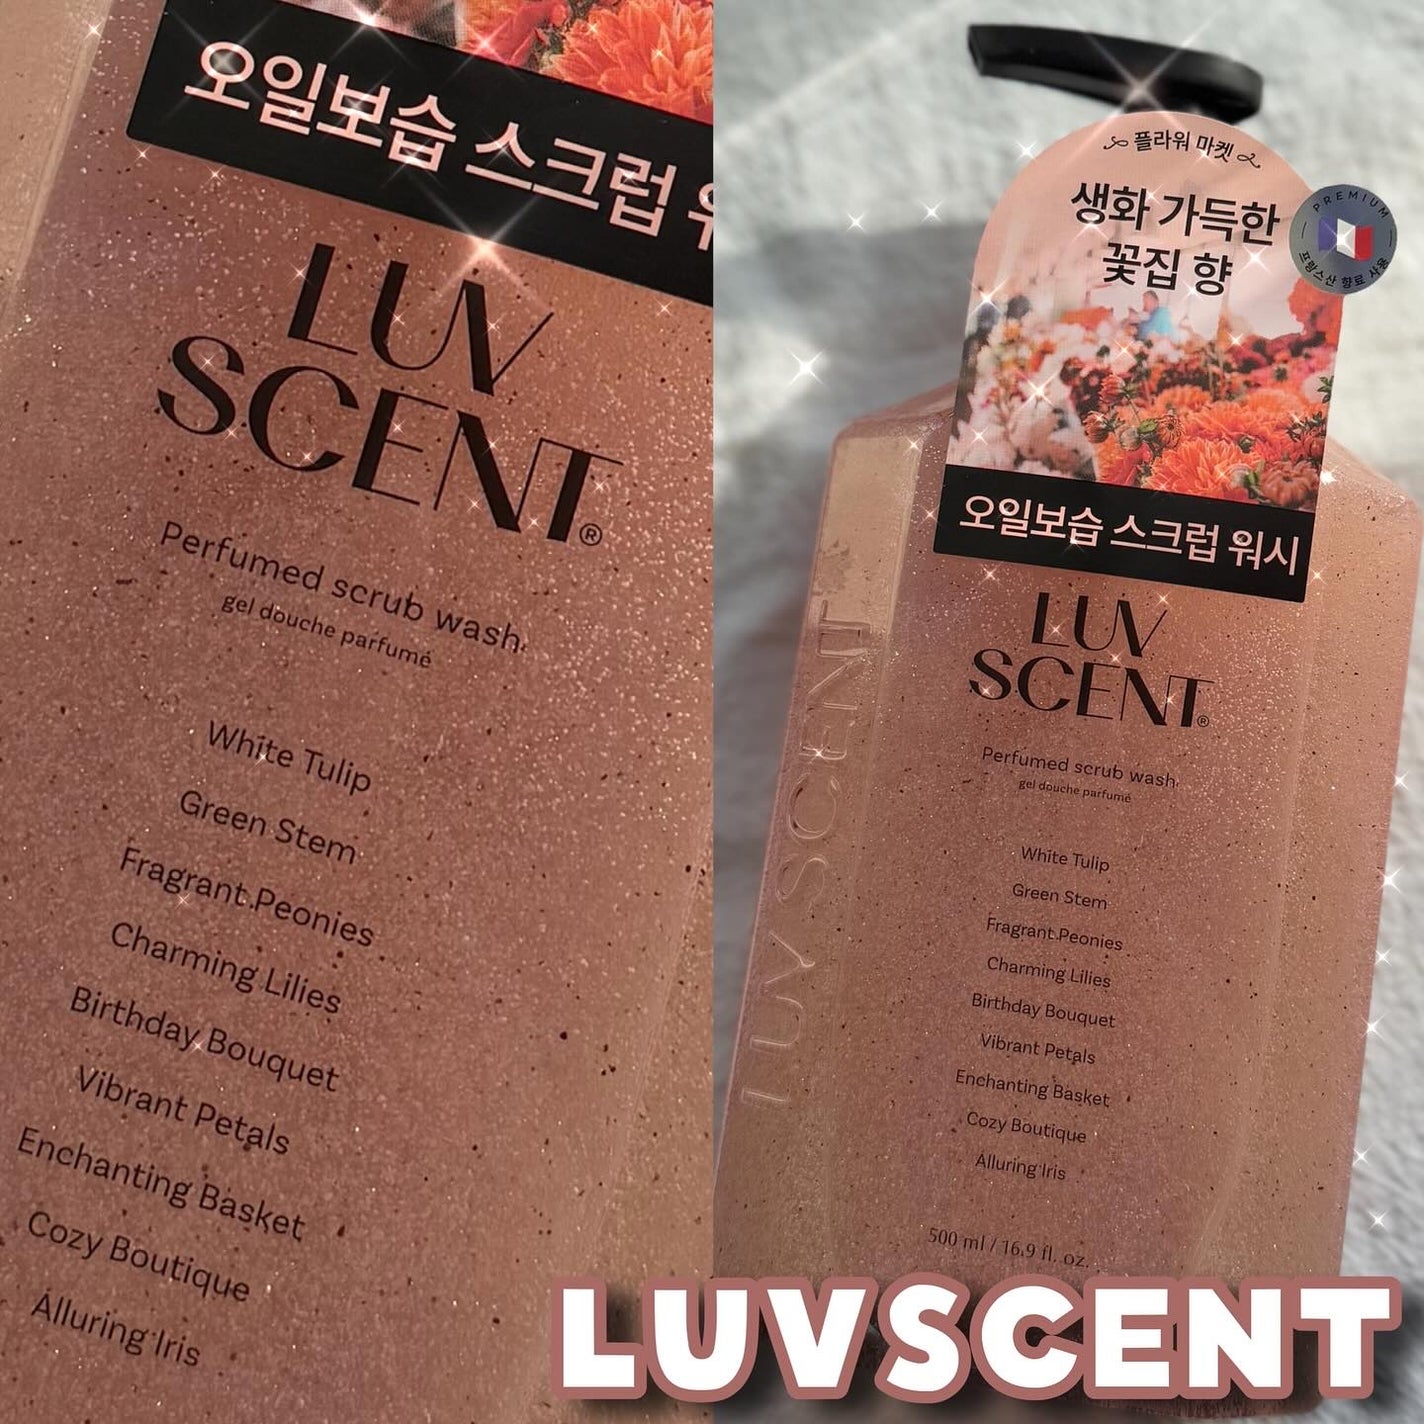 오일보습 스크럽 워
LUV
SCENT®
Perfumed scrub wash
gel douche parfumé
White Tulip
Green Stem
Fragrant Peonies
Charming Lilies
Birthday Bouquet
Vibrant Petals
Enchanting Basket
Cozy Boutique
Alluring Iris
플라워 마켓
생화 가득한
꽃집 향
PREMIUM
프랑스산 향료 사용
오일보습 스크럽 워시
LUV
SCENT®
Perfumed scrub wash
gel douche parfumé
White Tulip
Green Stem
Fragrant Peonies
Charming Lilies
Birthday Bouquet
Vibrant Petals
Enchanting Basket
Cozy Boutique
Alluring Iris
500 ml / 16.9 fl. oz.
LUV SCENT
LUVSCENT